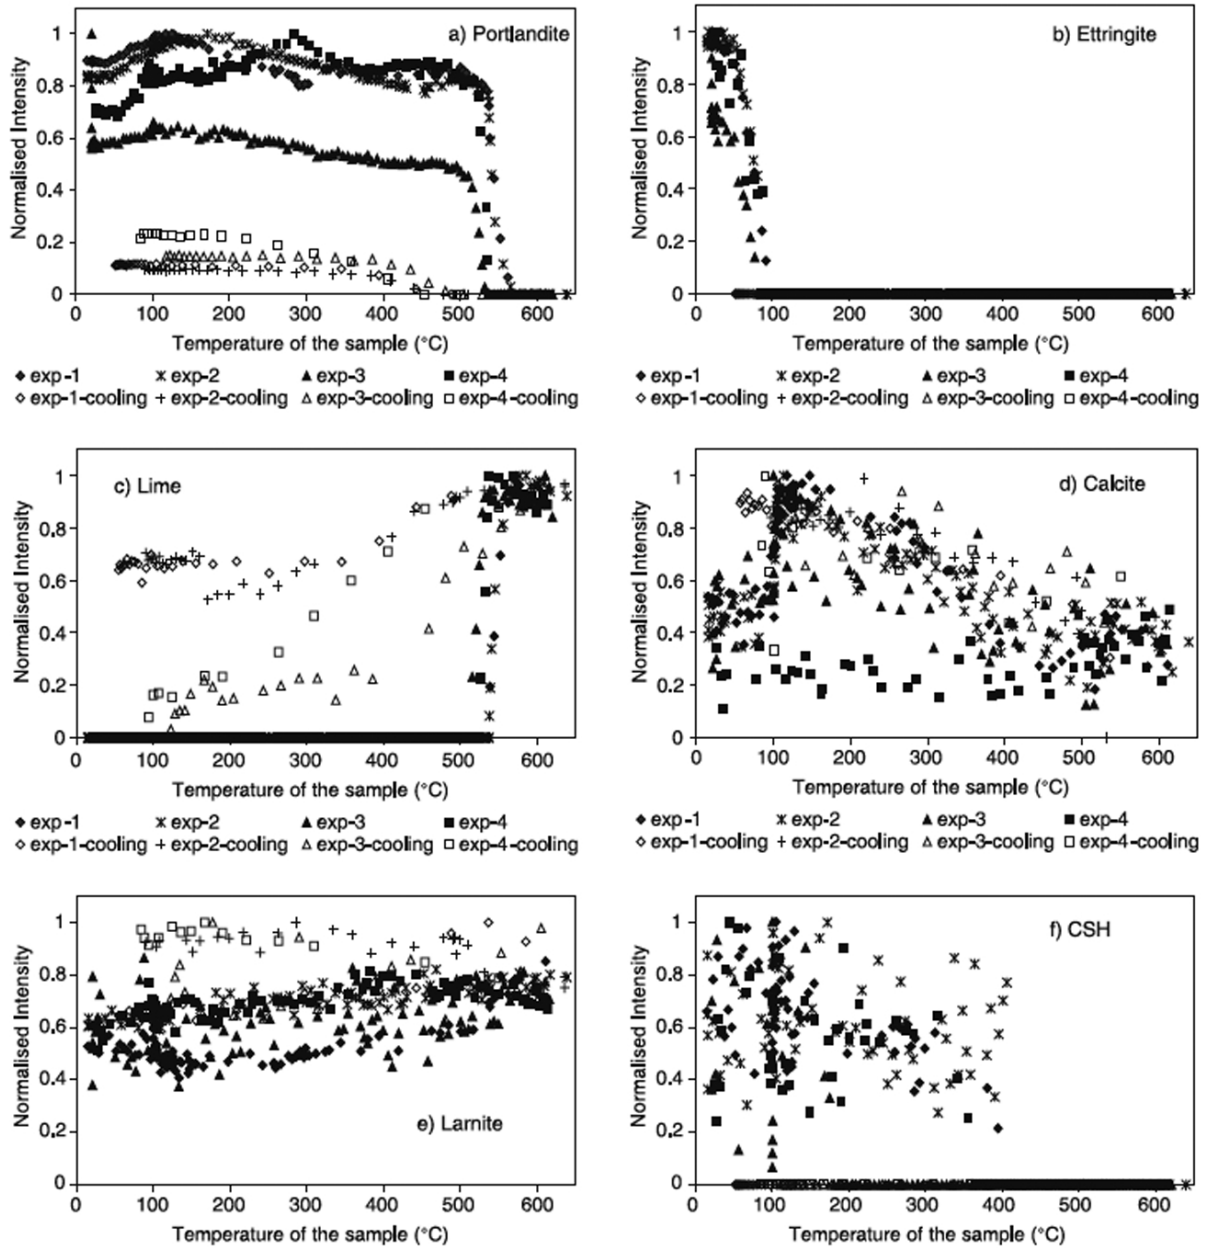 a) Portlandite
Normalised Intensity
1
0.8
0.6
0.4
0.2
0
0 100 200 300 400 500 600
Temperature of the sample (°C)
exp-1 exp-2 exp-3 exp-4
exp-1-cooling exp-2-cooling exp-3-cooling exp-4-cooling
b) Ettringite
Normalised Intensity
1
0.8
0.6
0.4
0.2
0
0 100 200 300 400 500 600
Temperature of the sample (°C)
exp-1 exp-2 exp-3 exp-4
exp-1-cooling exp-2-cooling exp-3-cooling exp-4-cooling
c) Lime
Normalised Intensity
1
0.8
0.6
0.4
0.2
0
0 100 200 300 400 500 600
Temperature of the sample (°C)
exp-1 exp-2 exp-3 exp-4
exp-1-cooling exp-2-cooling exp-3-cooling exp-4-cooling
d) Calcite
Normalised Intensity
1
0.8
0.6
0.4
0.2
0
0 100 200 300 400 500 600
Temperature of the sample (°C)
exp-1 exp-2 exp-3 exp-4
exp-1-cooling exp-2-cooling exp-3-cooling exp-4-cooling
e) Larnite
Normalised Intensity
1
0.8
0.6
0.4
0.2
0
0 100 200 300 400 500 600
Temperature of the sample (°C)
f) CSH
Normalised Intensity
1
0.8
0.6
0.4
0.2
0
0 100 200 300 400 500 600
Temperature of the sample (°C)